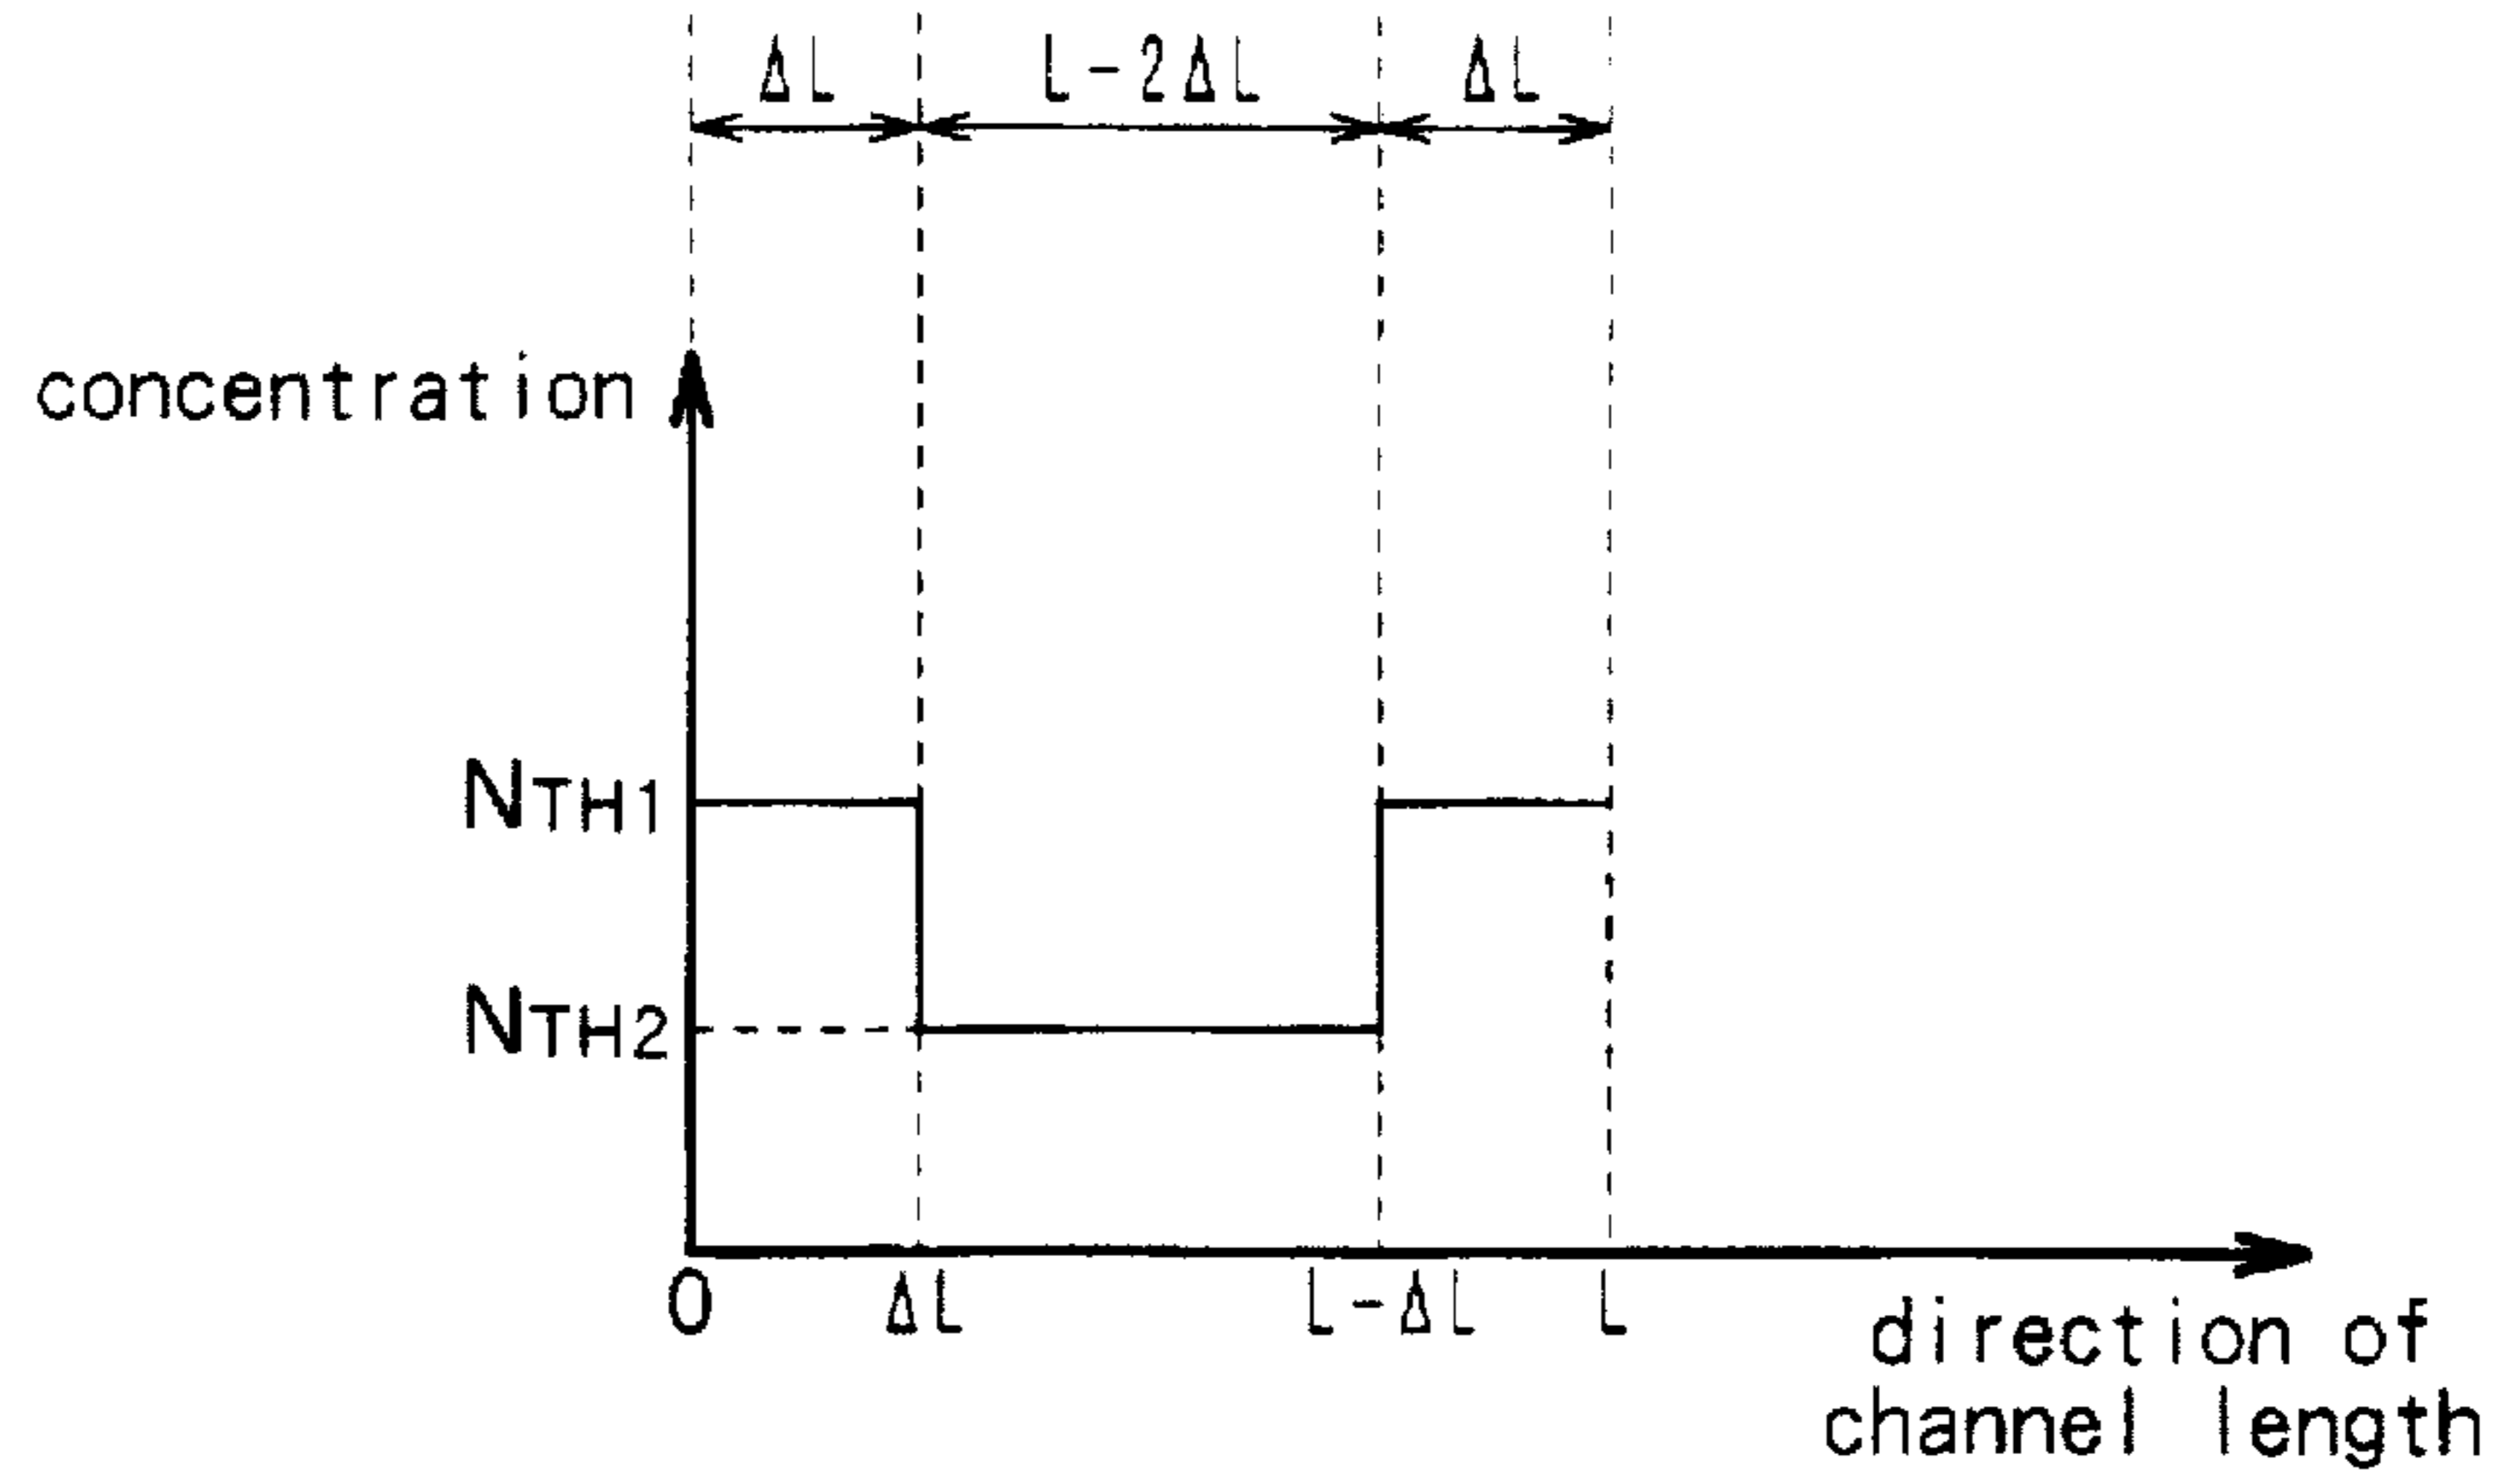 ΔL L-2ΔL ΔL
concentration
NTH1
NTH2
0 ΔL L-ΔL L
direction of
channel length